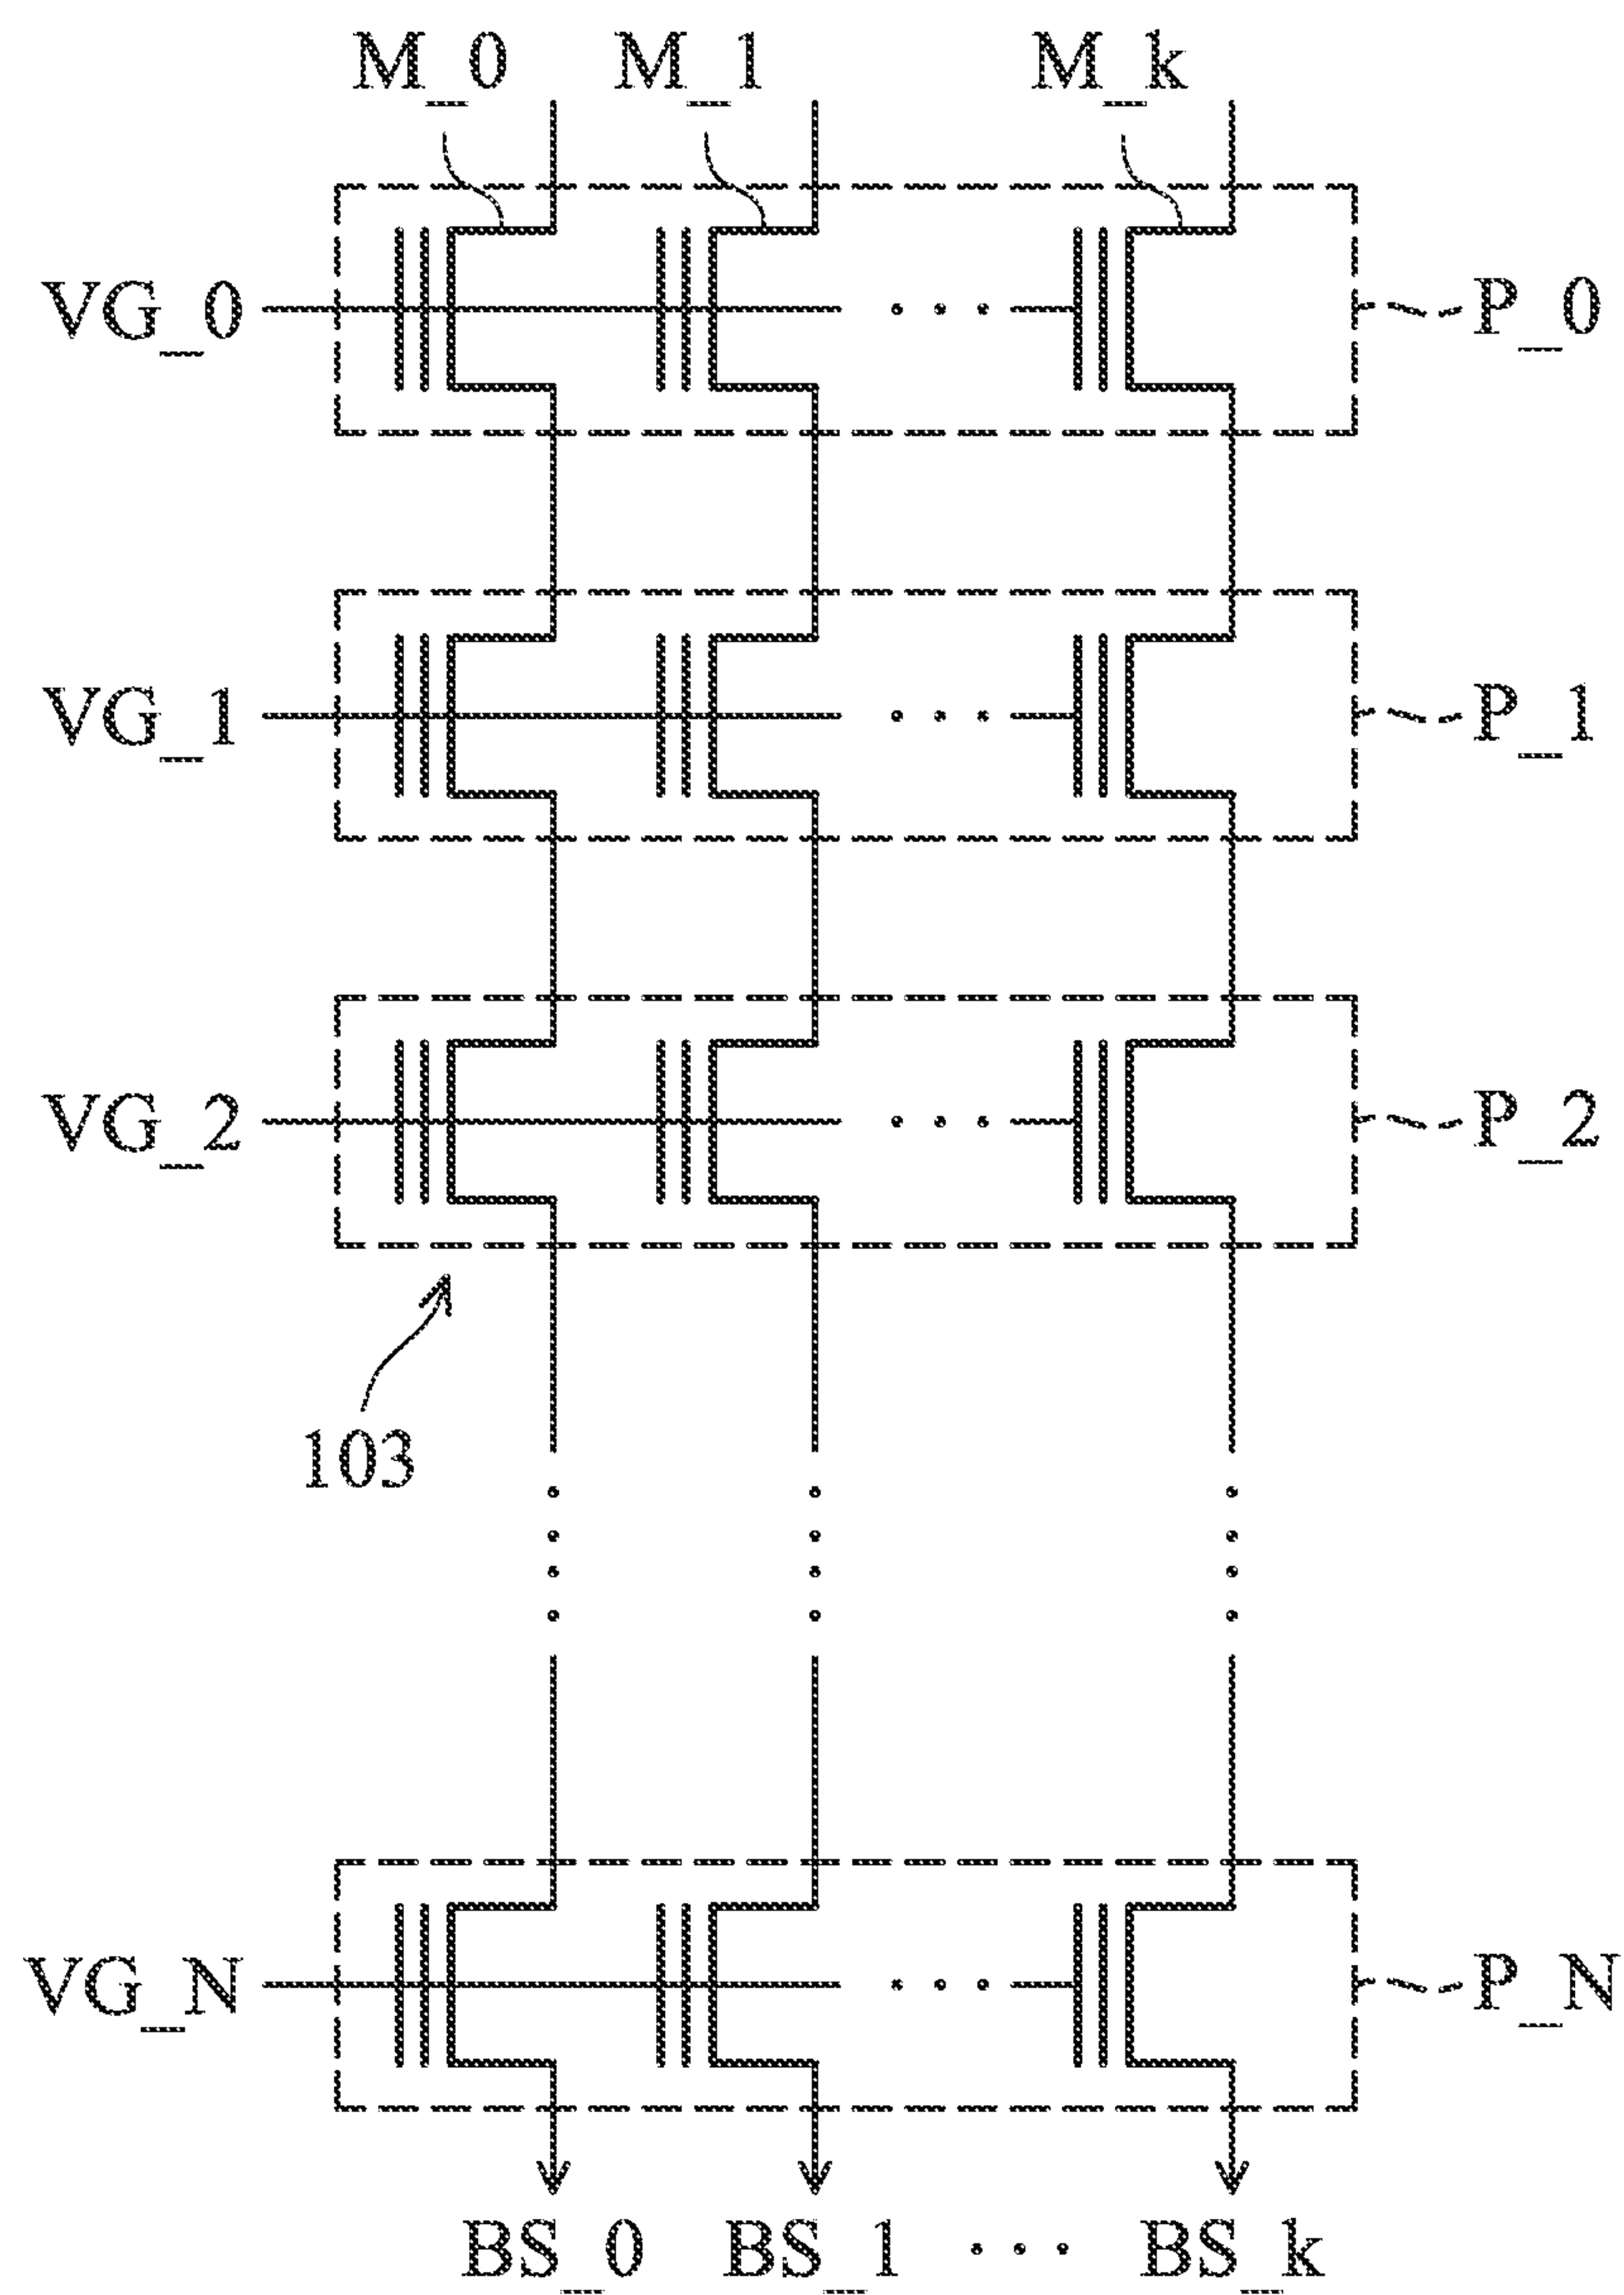 M_0 M_1 M_k
VG_0 ... P_0
VG_1 ... P_1
VG_2 ... P_2
103
VG_N ... P_N
BS_0 BS_1 ... BS_k